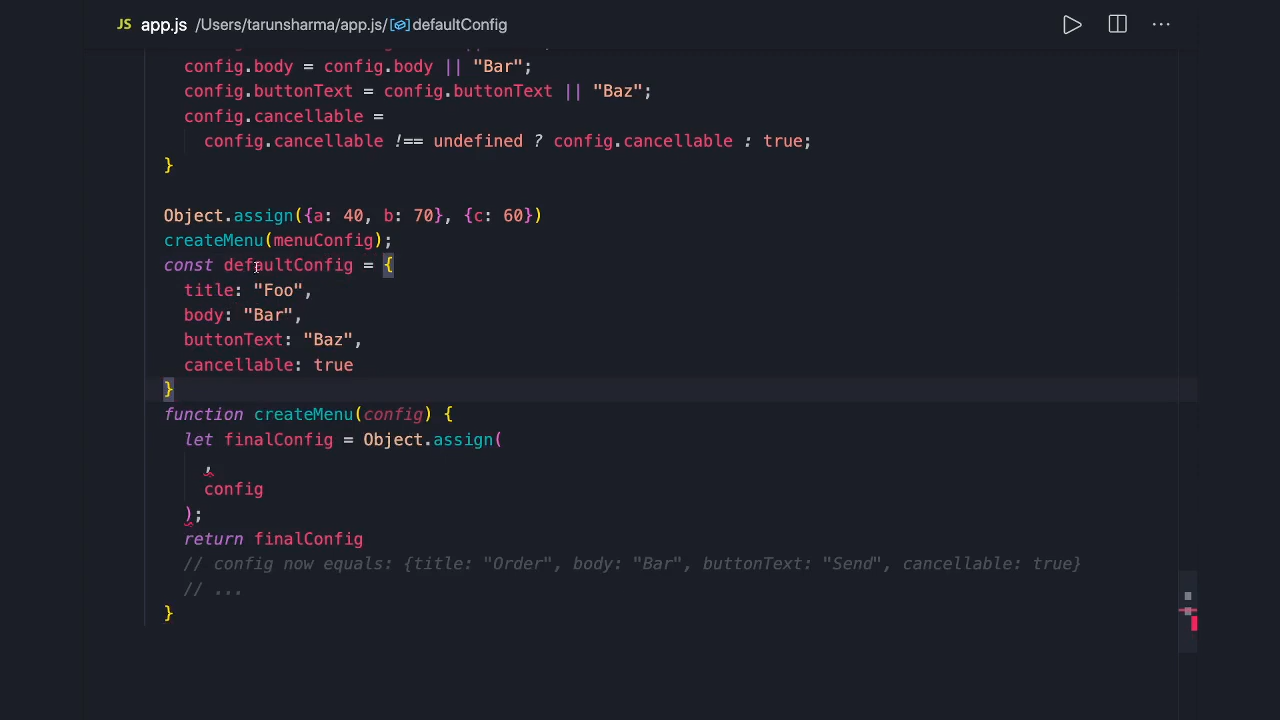 JS app.js /Users/tarunsharma/app.js/ defaultConfig ...
config.body = config.body || "Bar";
config.buttonText = config.buttonText || "Baz";
config.cancellable =
config.cancellable !== undefined ? config.cancellable : true;
}
Object.assign({a: 40, b: 70}, {c: 60})
createMenu(menuConfig);
const defaultConfig = {
title: "Foo",
body: "Bar",
buttonText: "Baz",
cancellable: true
}
function createMenu(config) {
let finalConfig = Object.assign(
,
config
);
return finalConfig
// config now equals: {title: "Order", body: "Bar", buttonText: "Send", cancellable: true}
// ...
}